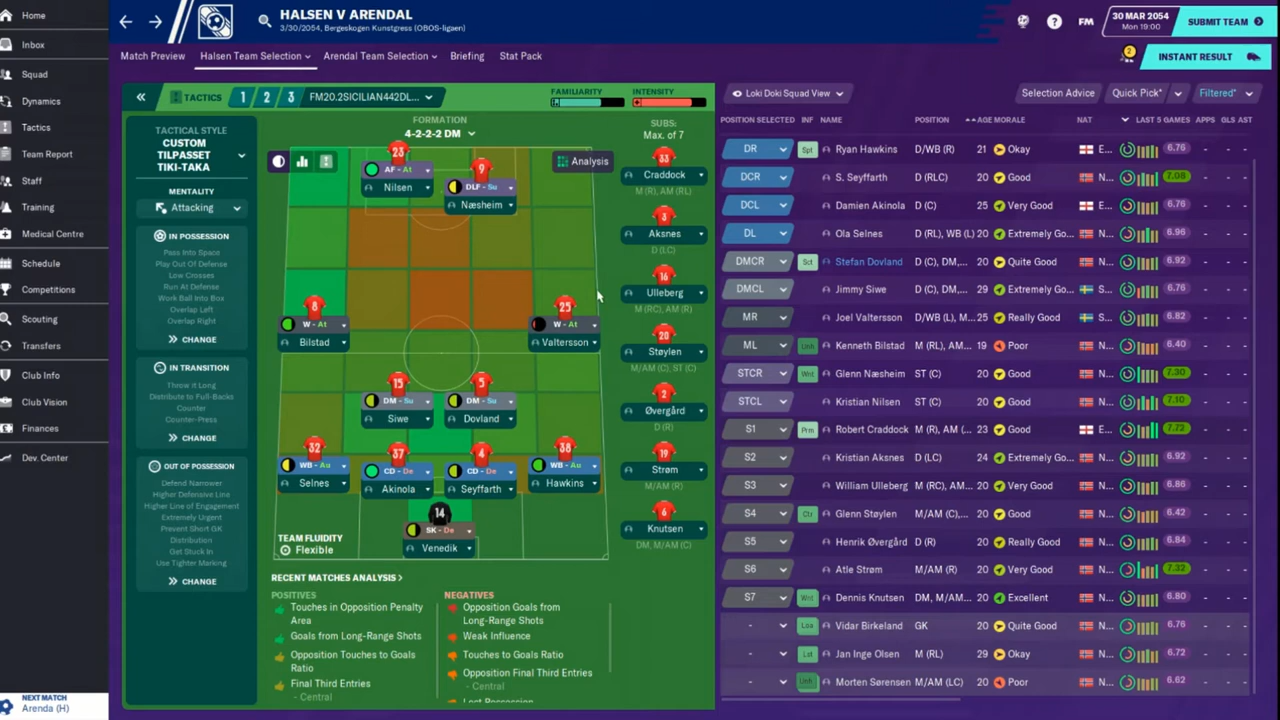 Home
Inbox
Squad
Dynamics
Tactics
Team Report
Staff
Training
Medical Centre
Schedule
Competitions
Scouting
Transfers
Club Info
Club Vision
Finances
Dev. Center
NEXT MATCH
Arenda (H)
HALSEN V ARENDAL
3/30/2054, Bergeskogen Kunstgress (OBOS-ligaen)
FM
30 MAR 2054
Mon 19:00
SUBMIT TEAM
Match Preview
Halsen Team Selection
Arendal Team Selection
Briefing
Stat Pack
2
INSTANT RESULT
TACTICS
1
2
3
FM20.2SICILIAN442DL...
FAMILIARITY
INTENSITY
TACTICAL STYLE
CUSTOM
TILPASSET
TIKI-TAKA
MENTALITY
Attacking
IN POSSESSION
Pass Into Space
Play Out Of Defense
Low Crosses
Run At Defense
Work Ball Into Box
Overlap Left
Overlap Right
CHANGE
IN TRANSITION
Throw it Long
Distribute to Full-Backs
Counter
Counter-Press
CHANGE
OUT OF POSSESSION
Defend Narrower
Higher Defensive Line
Higher Line of Engagement
Extremely Urgent
Prevent Short GK
Distribution
Get Stuck In
Use Tighter Marking
CHANGE
FORMATION
4-2-2-2 DM
Analysis
23
AF - At
Nilsen
9
DLF - Su
Næsheim
8
W - At
Bilstad
25
W - At
Valtersson
15
DM - Su
Siwe
5
DM - Su
Dovland
32
WB - Au
Selnes
37
CD - De
Akinola
4
CD - De
Seyffarth
38
WB - Au
Hawkins
14
SK - De
Venedik
TEAM FLUIDITY
Flexible
SUBS:
Max. of 7
33
Craddock
M (R), AM (RL)
3
Aksnes
D (LC)
16
Ulleberg
M (RC), AM (R)
20
Støylen
M/AM (C), ST (C)
2
Øvergård
D (R)
19
Strøm
M/AM (R)
6
Knutsen
DM, M/AM (C)
RECENT MATCHES ANALYSIS
POSITIVES
Touches in Opposition Penalty
Area
Goals from Long-Range Shots
Opposition Touches to Goals
Ratio
Final Third Entries
- Central
NEGATIVES
Opposition Goals from
Long-Range Shots
Weak Influence
Touches to Goals Ratio
Opposition Final Third Entries
- Central
Lost Possession
Loki Doki Squad View
Selection Advice
Quick Pick*
Filtered*
POSITION SELECTED INF NAME POSITION AGE MORALE NAT LAST 5 GAMES APPS GLS AST
DR Spt Ryan Hawkins D/WB (R) 21 Okay E... 6.76
DCR S. Seyffarth D (RLC) 20 Good N... 7.08
DCL Damien Akinola D (C) 25 Very Good E... 6.76
DL Ola Selnes D (RL), WB (L) 20 Extremely Go... N... 6.96
DMCR Sct Stefan Dovland D (C), DM,... 20 Quite Good N... 6.92
DMCL Jimmy Siwe D (C), DM... 29 Extremely Go... S... 6.76
MR Joel Valtersson D/WB (L), M... 25 Really Good S... 6.82
ML Unh Kenneth Bilstad M (RL), AM... 19 Poor N... 6.40
STCR Wnt Glenn Næsheim ST (C) 20 Good N... 7.30
STCL Kristian Nilsen ST (C) 20 Good N... 7.10
S1 Prm Robert Craddock M (R), AM (... 23 Good E... 7.72
S2 Kristian Aksnes D (LC) 24 Extremely Go... N... 6.92
S3 William Ulleberg M (RC), AM... 20 Very Good N... 6.86
S4 Ctr Glenn Støylen M/AM (C),... 20 Good N... 6.42
S5 Henrik Øvergård D (R) 20 Really Good N... 6.84
S6 Atle Strøm M/AM (R) 20 Very Good N... 7.32
S7 Wnt Dennis Knutsen DM, M/AM... 20 Excellent N... 6.80
- Loa Vidar Birkeland GK 20 Quite Good N... 6.76
- Lst Jan Inge Olsen M (RL) 29 Okay N... 6.72
- Unh Morten Sørensen M/AM (LC) 20 Poor N... 6.62